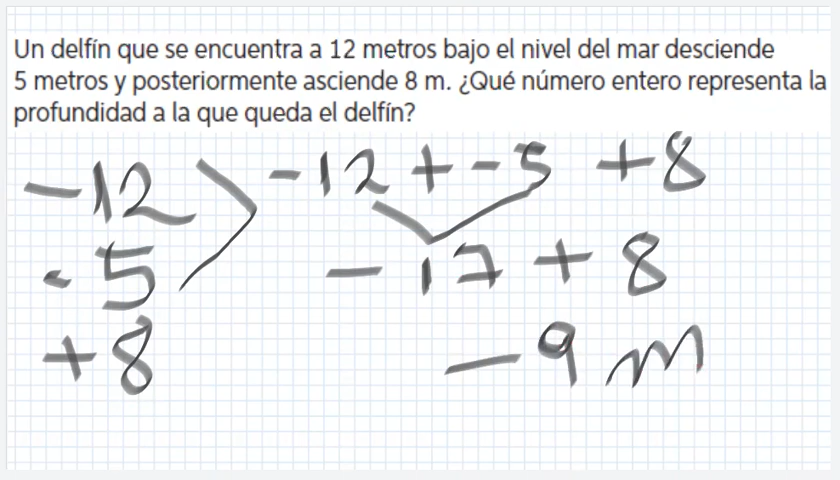 Un delfín que se encuentra a 12 metros bajo el nivel del mar desciende
5 metros y posteriormente asciende 8 m. ¿Qué número entero representa la
profundidad a la que queda el delfín?
-12
-5
+8
-12 + -5 +8
-17 + 8
-9 m